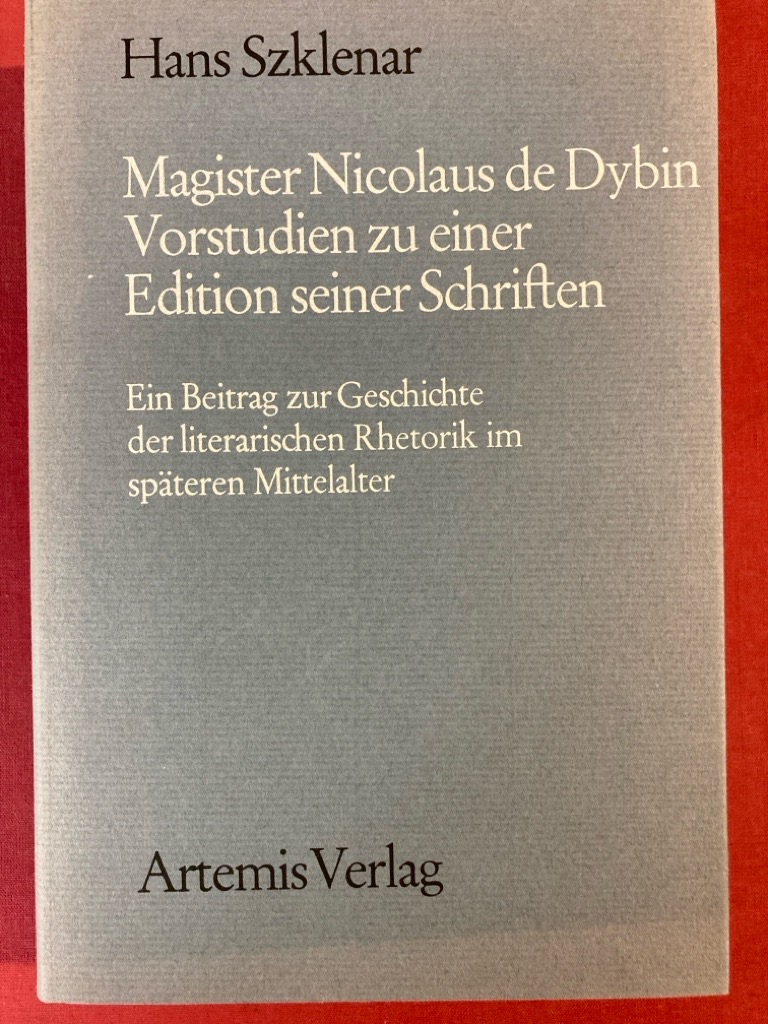 Hans Szklenar
Magister Nicolaus de Dybin
Vorstudien zu einer
Edition seiner Schriften
Ein Beitrag zur Geschichte
der literarischen Rhetorik im
späteren Mittelalter
Artemis Verlag